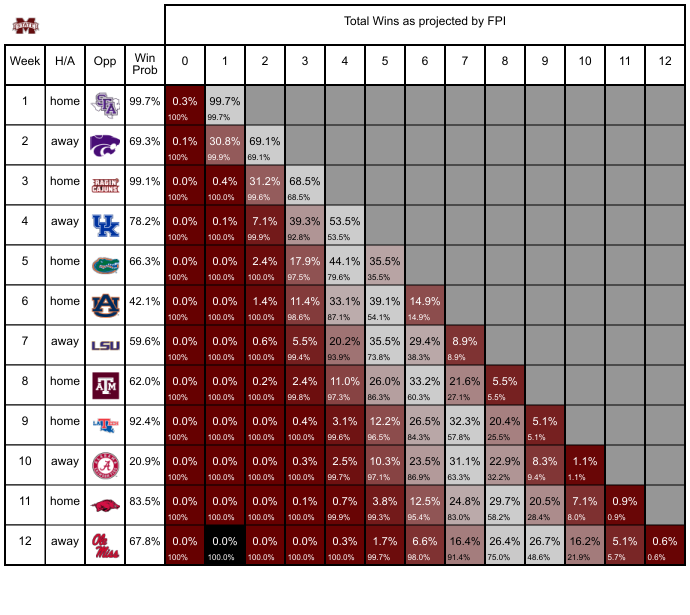 STATE
Total Wins as projected by FPI
Week H/A Opp Win Prob 0 1 2 3 4 5 6 7 8 9 10 11 12
1 home SFA 99.7% 0.3% 99.7%
100% 99.7%
2 away 69.3% 0.1% 30.8% 69.1%
100% 99.9% 69.1%
3 home RAGIN CAJUNS 99.1% 0.0% 0.4% 31.2% 68.5%
100% 100.0% 99.6% 68.5%
4 away UK 78.2% 0.0% 0.1% 7.1% 39.3% 53.5%
100% 100.0% 99.9% 92.8% 53.5%
5 home 66.3% 0.0% 0.0% 2.4% 17.9% 44.1% 35.5%
100% 100.0% 100.0% 97.5% 79.6% 35.5%
6 home AU 42.1% 0.0% 0.0% 1.4% 11.4% 33.1% 39.1% 14.9%
100% 100.0% 100.0% 98.6% 87.1% 54.1% 14.9%
7 away LSU 59.6% 0.0% 0.0% 0.6% 5.5% 20.2% 35.5% 29.4% 8.9%
100% 100.0% 100.0% 99.4% 93.9% 73.8% 38.3% 8.9%
8 home ATM 62.0% 0.0% 0.0% 0.2% 2.4% 11.0% 26.0% 33.2% 21.6% 5.5%
100% 100.0% 100.0% 99.8% 97.3% 86.3% 60.3% 27.1% 5.5%
9 home LA TECH 92.4% 0.0% 0.0% 0.0% 0.4% 3.1% 12.2% 26.5% 32.3% 20.4% 5.1%
100% 100.0% 100.0% 100.0% 99.6% 96.5% 84.3% 57.8% 25.5% 5.1%
10 away A 20.9% 0.0% 0.0% 0.0% 0.3% 2.5% 10.3% 23.5% 31.1% 22.9% 8.3% 1.1%
100% 100.0% 100.0% 100.0% 99.7% 97.1% 86.9% 63.3% 32.2% 9.4% 1.1%
11 home 83.5% 0.0% 0.0% 0.0% 0.1% 0.7% 3.8% 12.5% 24.8% 29.7% 20.5% 7.1% 0.9%
100% 100.0% 100.0% 100.0% 99.9% 99.3% 95.4% 83.0% 58.2% 28.4% 8.0% 0.9%
12 away Ole Miss 67.8% 0.0% 0.0% 0.0% 0.0% 0.3% 1.7% 6.6% 16.4% 26.4% 26.7% 16.2% 5.1% 0.6%
100% 100.0% 100.0% 100.0% 100.0% 99.7% 98.0% 91.4% 75.0% 48.6% 21.9% 5.7% 0.6%